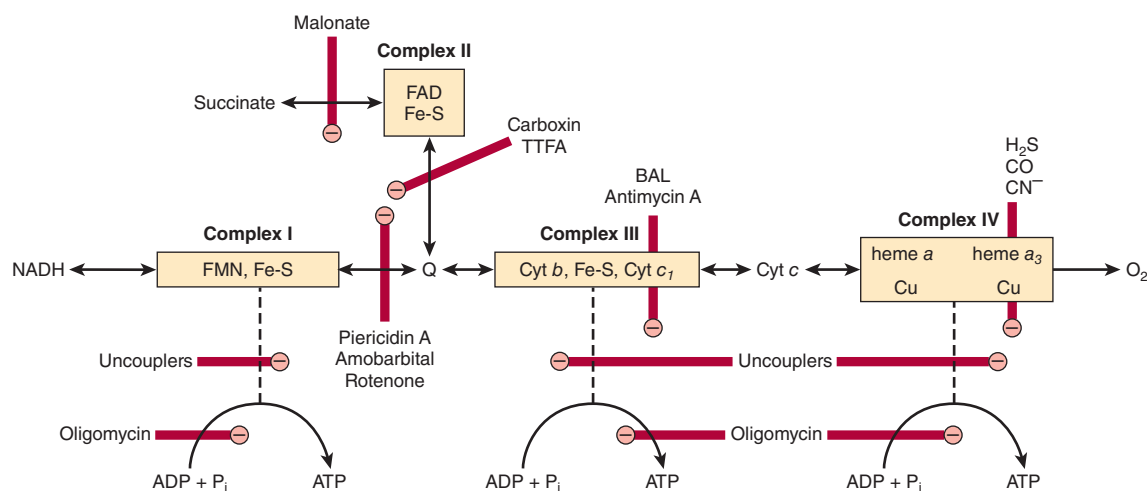 Malonate
Complex II
Succinate
FAD
Fe-S
Carboxin
TTFA
H₂S
CO
CN⁻
BAL
Antimycin A
Complex I
Complex III
Complex IV
NADH
FMN, Fe-S
Q
Cyt b, Fe-S, Cyt c₁
Cyt c
heme a
heme a₃
Cu
Cu
O₂
Piericidin A
Amobarbital
Rotenone
Uncouplers
Uncouplers
Oligomycin
Oligomycin
ADP + Pᵢ
ATP
ADP + Pᵢ
ATP
ADP + Pᵢ
ATP